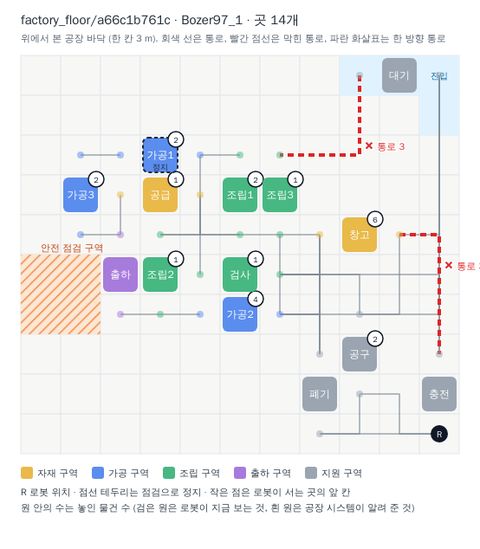 factory_floor/a66c1b761c · Bozer97_1 · 곳 14개
위에서 본 공장 바닥 (한 칸 3 m). 회색 선은 통로, 빨간 점선은 막힌 통로, 파란 화살표는 한 방향 통로
대기
전립
✖ 통로 3
2
가공1
정지
2
가공3
1
공급
2
조립1
1
조립3
6
창고
안전 점검 구역
✖ 통로
출하
1
조립2
1
검사
4
가공2
2
공구
폐기
충전
R
자재 구역
가공 구역
조립 구역
출하 구역
지원 구역
R 로봇 위치 · 점선 테두리는 점검으로 정지 · 작은 점은 로봇이 서는 곳의 앞 칸
원 안의 수는 놓인 물건 수 (검은 원은 로봇이 지금 보는 것, 흰 원은 공장 시스템이 알려 준 것)